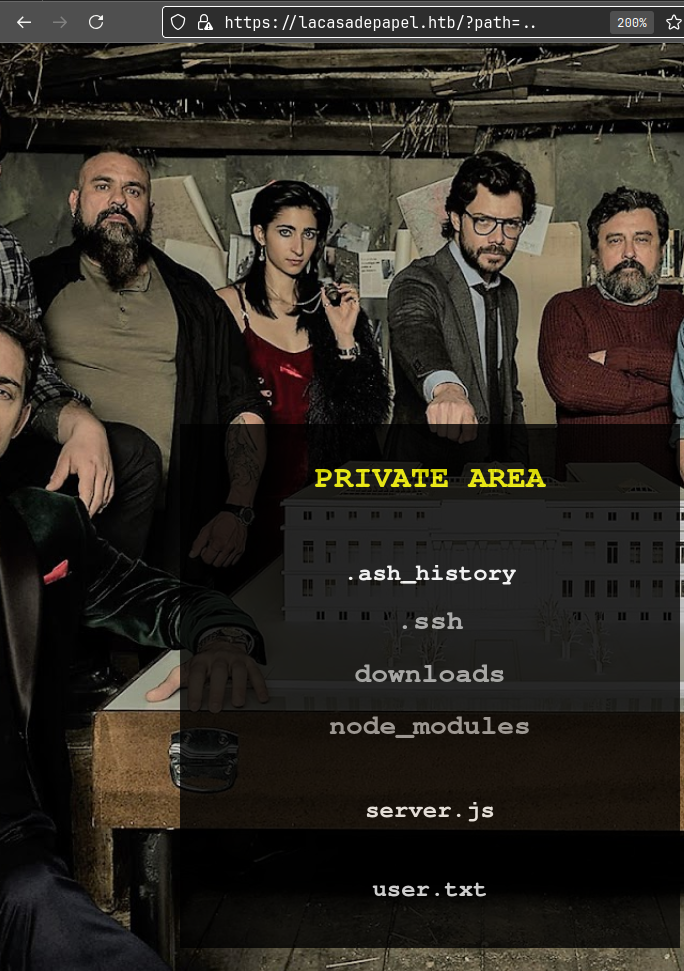 https://lacasadepapel.htb/?path=..
200%
PRIVATE AREA
.ash_history
.ssh
downloads
node_modules
server.js
user.txt